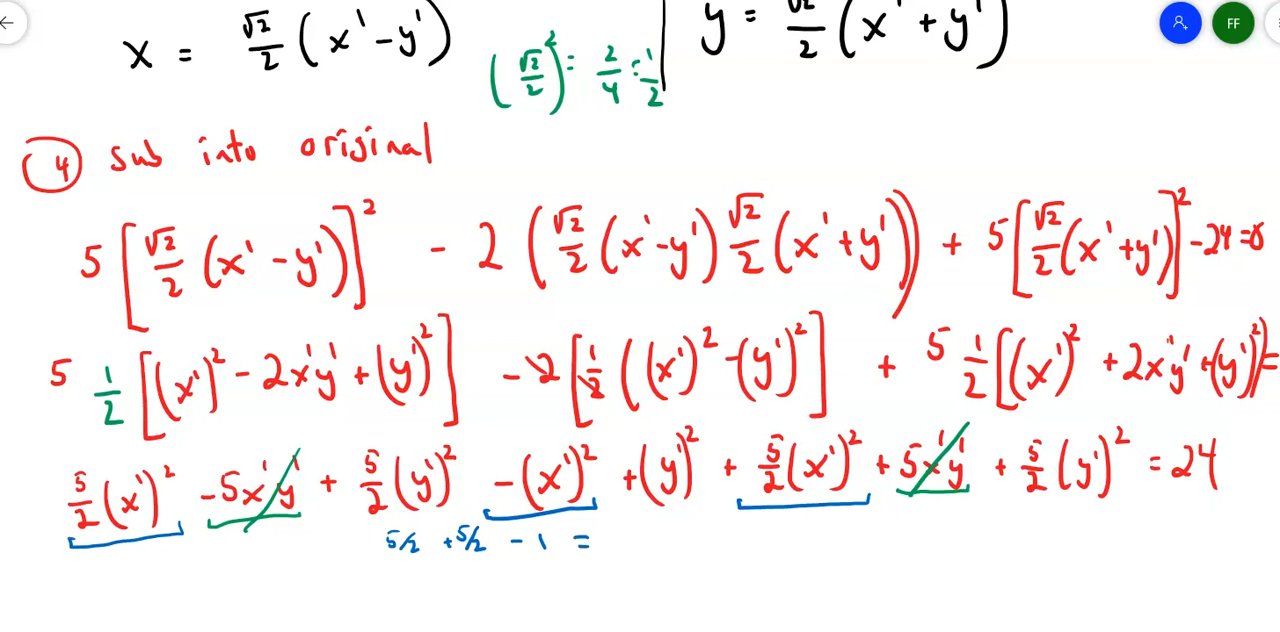 x = √2/2 (x' - y') | y = √2/2 (x' + y')
(√2/2)² = 2/4 = 1/2
FF
④ sub into original
5 [√2/2 (x' - y')]² - 2 (√2/2 (x' - y') √2/2 (x' + y')) + 5 [√2/2 (x' + y')]² - 24 = 0
5 1/2 [(x')² - 2x'y' + (y')²] - 2 [1/2 ((x')² - (y')²] + 5 1/2 [(x')² + 2x'y' + (y')²] =
5/2 (x')² - 5x'y' + 5/2 (y')² - (x')² + (y')² + 5/2 (x')² + 5x'y' + 5/2 (y')² = 24
5/2 + 5/2 - 1 =